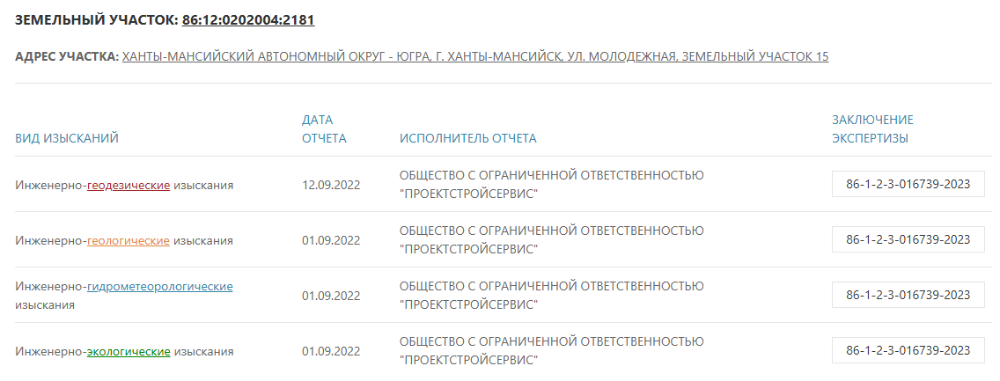 ЗЕМЕЛЬНЫЙ УЧАСТОК: 86:12:0202004:2181
АДРЕС УЧАСТКА: ХАНТЫ-МАНСИЙСКИЙ АВТОНОМНЫЙ ОКРУГ - ЮГРА, Г. ХАНТЫ-МАНСИЙСК, УЛ. МОЛОДЕЖНАЯ, ЗЕМЕЛЬНЫЙ УЧАСТОК 15
ВИД ИЗЫСКАНИЙ
ДАТА
ОТЧЕТА
ИСПОЛНИТЕЛЬ ОТЧЕТА
ЗАКЛЮЧЕНИЕ
ЭКСПЕРТИЗЫ
Инженерно-геодезические изыскания
12.09.2022
ОБЩЕСТВО С ОГРАНИЧЕННОЙ ОТВЕТСТВЕННОСТЬЮ
"ПРОЕКТСТРОЙСЕРВИС"
86-1-2-3-016739-2023
Инженерно-геологические изыскания
01.09.2022
ОБЩЕСТВО С ОГРАНИЧЕННОЙ ОТВЕТСТВЕННОСТЬЮ
"ПРОЕКТСТРОЙСЕРВИС"
86-1-2-3-016739-2023
Инженерно-гидрометеорологические
изыскания
01.09.2022
ОБЩЕСТВО С ОГРАНИЧЕННОЙ ОТВЕТСТВЕННОСТЬЮ
"ПРОЕКТСТРОЙСЕРВИС"
86-1-2-3-016739-2023
Инженерно-экологические изыскания
01.09.2022
ОБЩЕСТВО С ОГРАНИЧЕННОЙ ОТВЕТСТВЕННОСТЬЮ
"ПРОЕКТСТРОЙСЕРВИС"
86-1-2-3-016739-2023